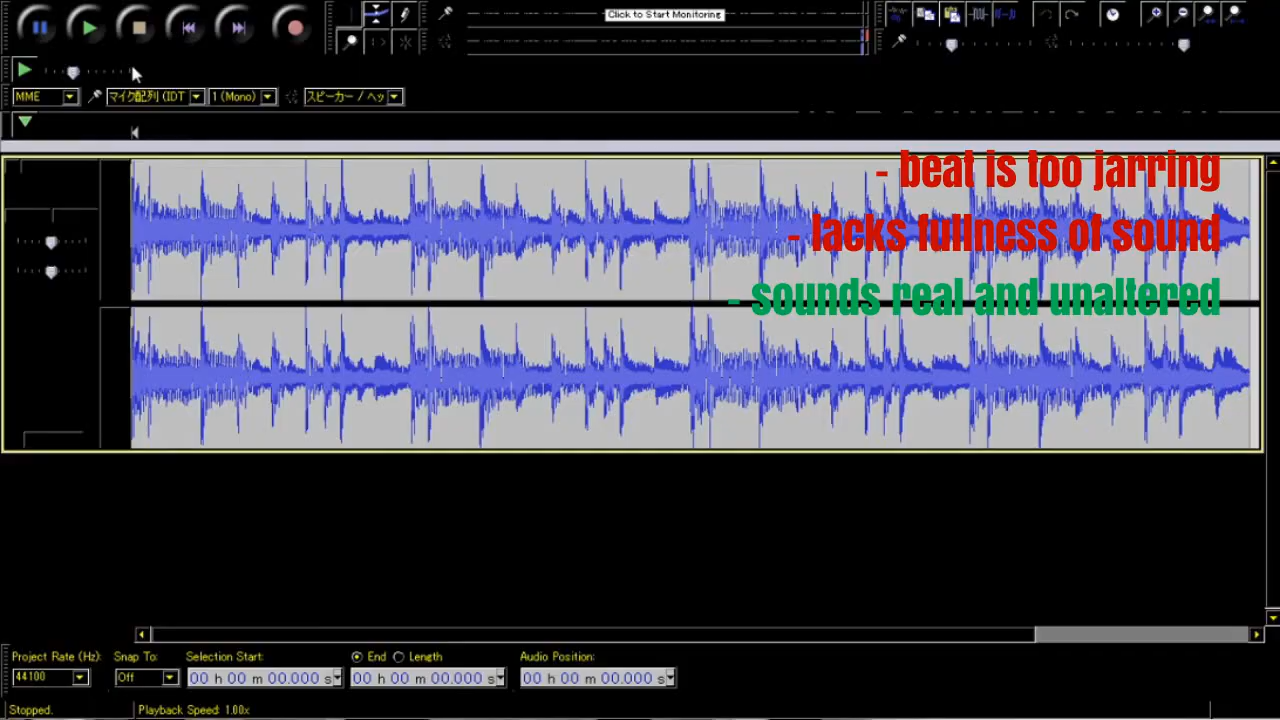 Click to Start Monitoring
MME
マイク配列 (IDT
1 (Mono)
スピーカー / ヘッ
- beat is too jarring
- lacks fullness of sound
- sounds real and unaltered
Project Rate (Hz):
Snap To:
Selection Start:
End
Length
Audio Position:
44100
Off
00 h 00 m 00.000 s
00 h 00 m 00.000 s
00 h 00 m 00.000 s
Stopped.
Playback Speed: 1.00x